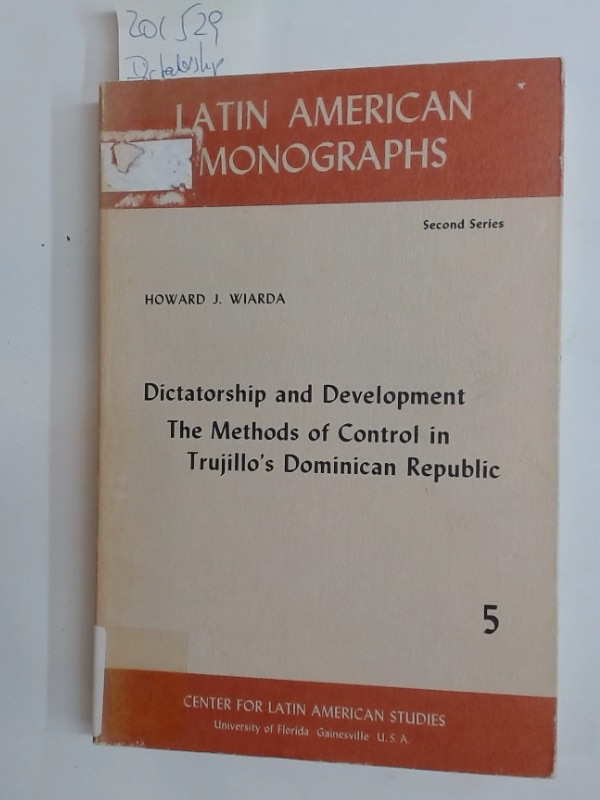 201529
Dictatorship
LATIN AMERICAN
MONOGRAPHS
Second Series
HOWARD J. WIARDA
Dictatorship and Development
The Methods of Control in
Trujillo's Dominican Republic
5
CENTER FOR LATIN AMERICAN STUDIES
University of Florida Gainesville U.S.A.